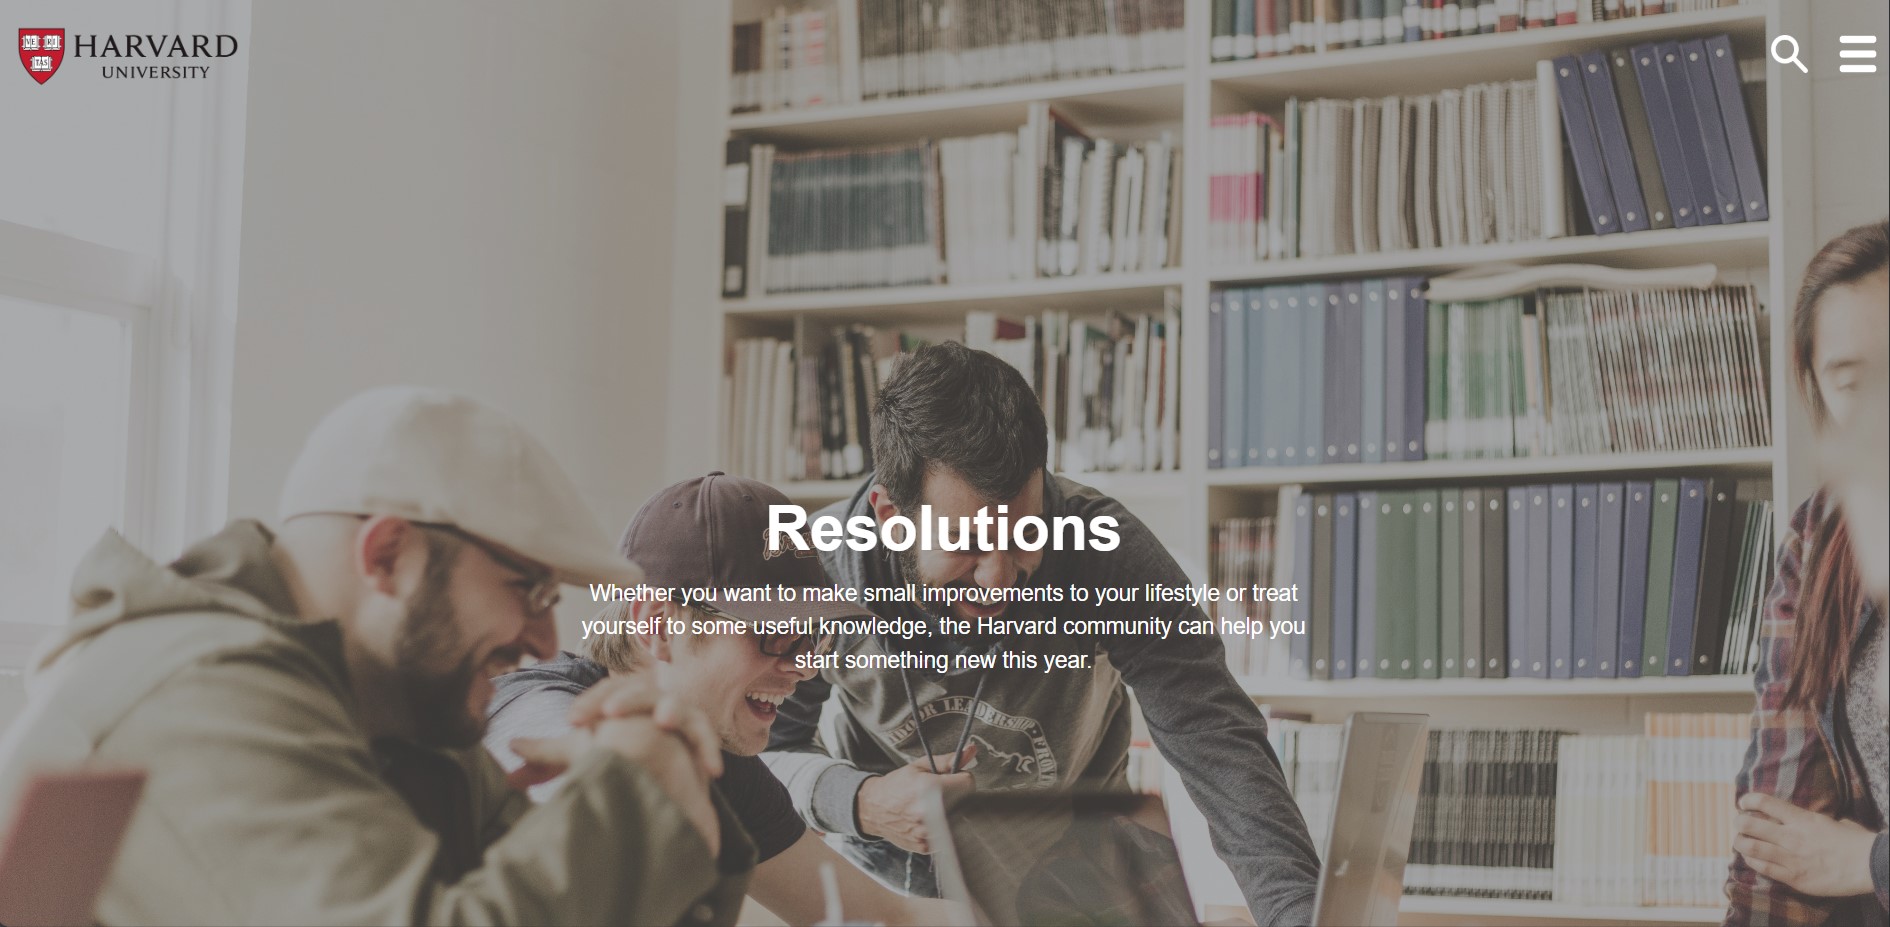 VE RI
TAS
HARVARD
UNIVERSITY
Resolutions
Whether you want to make small improvements to your lifestyle or treat
yourself to some useful knowledge, the Harvard community can help you
start something new this year.
LEADERSHIP